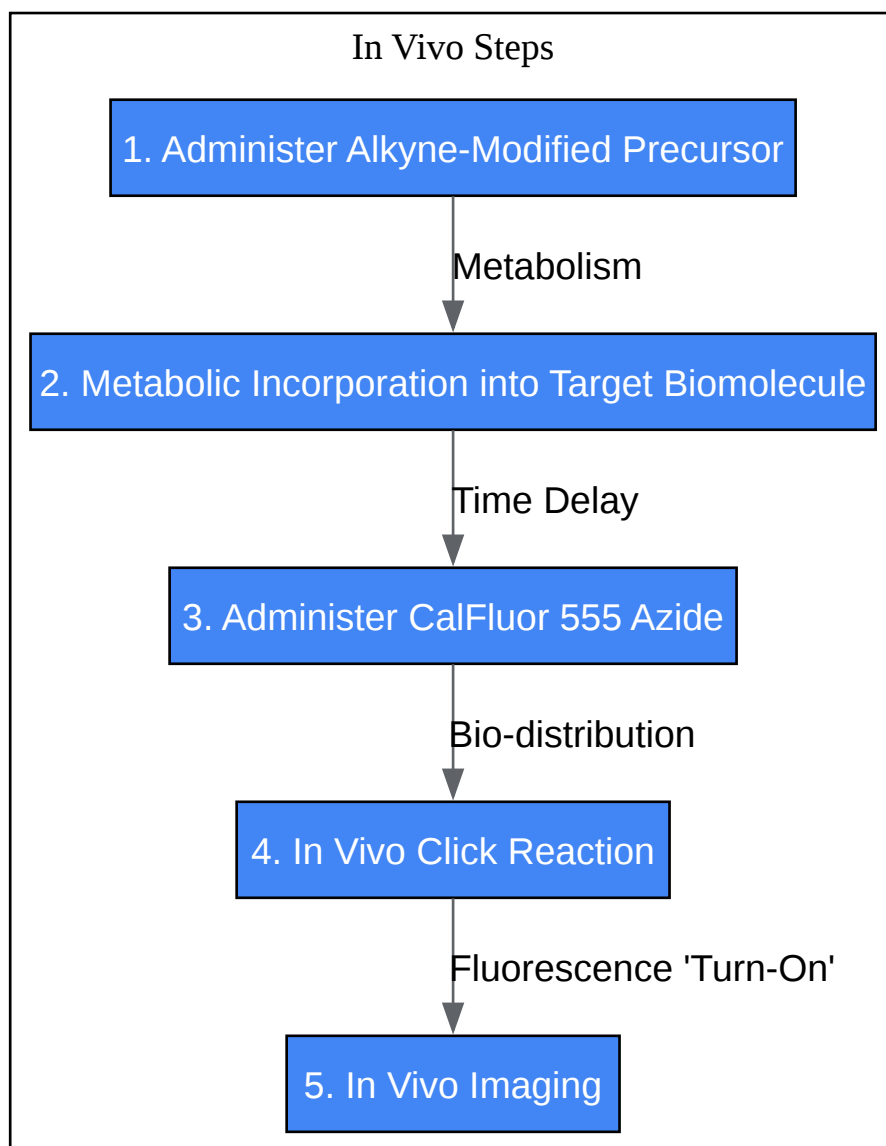 In Vivo Steps
1. Administer Alkyne-Modified Precursor
Metabolism
2. Metabolic Incorporation into Target Biomolecule
Time Delay
3. Administer CalFluor 555 Azide
Bio-distribution
4. In Vivo Click Reaction
Fluorescence 'Turn-On'
5. In Vivo Imaging